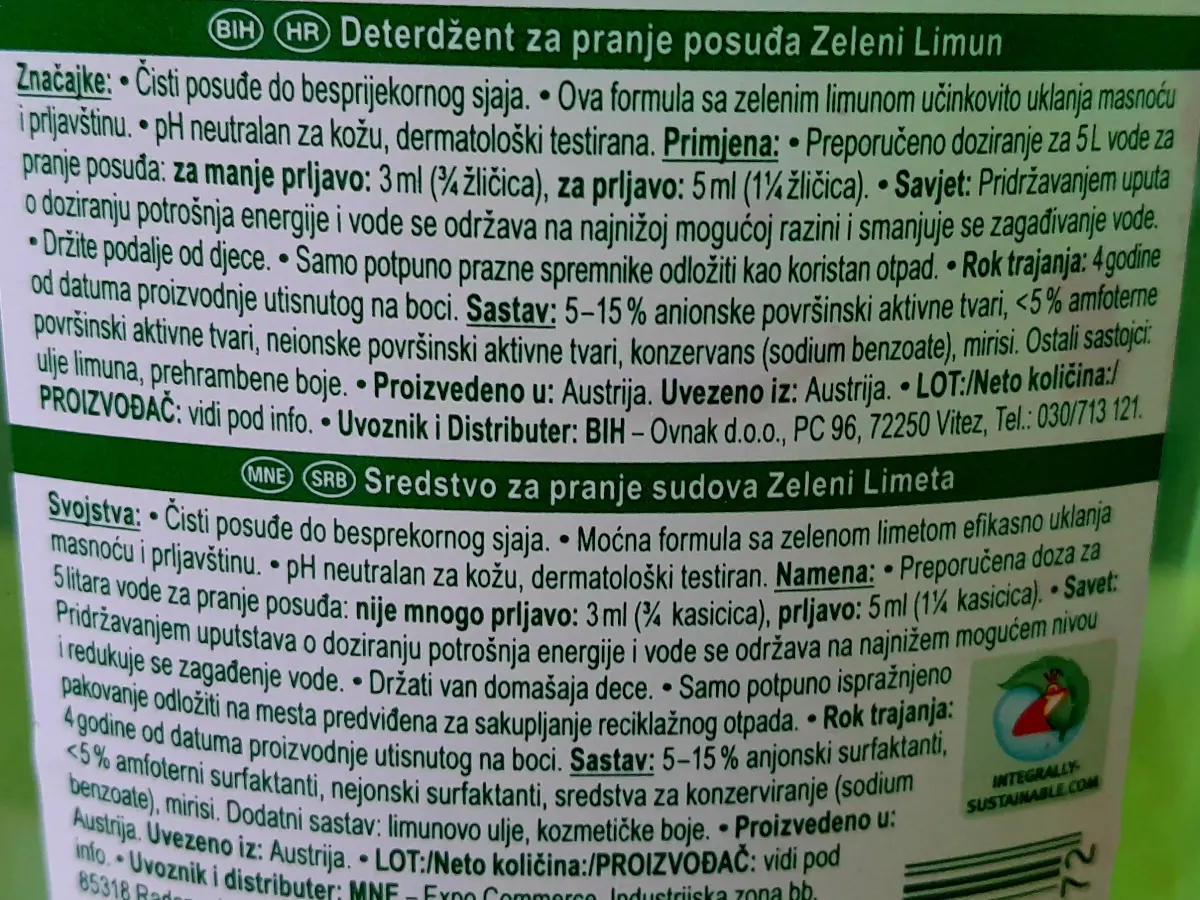 BIH HR Deterdžent za pranje posuđa Zeleni Limun
Značajke: • Čisti posuđe do besprijekornog sjaja. • Ova formula sa zelenim limunom učinkovito uklanja masnoću
i prljavštinu. • pH neutralan za kožu, dermatološki testirana. Primjena: • Preporučeno doziranje za 5 L vode za
pranje posuđa: za manje prljavo: 3 ml (¾ žličica), za prljavo: 5 ml (1¼ žličica). • Savjet: Pridržavanjem uputa
o doziranju potrošnja energije i vode se održava na najnižoj mogućoj razini i smanjuje se zagađivanje vode.
• Držite podalje od djece. • Samo potpuno prazne spremnike odložiti kao koristan otpad. • Rok trajanja: 4 godine
od datuma proizvodnje utisnutog na boci. Sastav: 5–15 % anionske površinski aktivne tvari, <5 % amfoterne
površinski aktivne tvari, neionske površinski aktivne tvari, konzervans (sodium benzoate), mirisi. Ostali sastojci:
ulje limuna, prehrambene boje. • Proizvedeno u: Austrija. Uvezeno iz: Austrija. • LOT:/Neto količina:/
PROIZVOĐAČ: vidi pod info. • Uvoznik i Distributer: BIH – Ovnak d.o.o., PC 96, 72250 Vitez, Tel.: 030/713 121.
MNE SRB Sredstvo za pranje sudova Zeleni Limeta
Svojstva: • Čisti posuđe do besprekornog sjaja. • Moćna formula sa zelenom limetom efikasno uklanja
masnoću i prljavštinu. • pH neutralan za kožu, dermatološki testiran. Namena: • Preporučena doza za
5 litara vode za pranje posuđa: nije mnogo prljavo: 3 ml (¾ kasicica), prljavo: 5 ml (1¼ kasicica). • Savet:
Pridržavanjem uputstava o doziranju potrošnja energije i vode se održava na najnižem mogućem nivou
i redukuje se zagađenje vode. • Držati van domašaja dece. • Samo potpuno ispražnjeno
pakovanje odložiti na mesta predviđena za sakupljanje reciklažnog otpada. • Rok trajanja:
4 godine od datuma proizvodnje utisnutog na boci. Sastav: 5–15 % anjonski surfaktanti,
<5 % amfoterni surfaktanti, nejonski surfaktanti, sredstva za konzerviranje (sodium
benzoate), mirisi. Dodatni sastav: limunovo ulje, kozmetičke boje. • Proizvedeno u:
Austrija. Uvezeno iz: Austrija. • LOT:/Neto količina:/PROIZVOĐAČ: vidi pod
info. • Uvoznik i distributer: MNE – Expo Commerce, Industrijska zona bb,
85318
INTEGRALLY-
SUSTAINABLE.COM
72